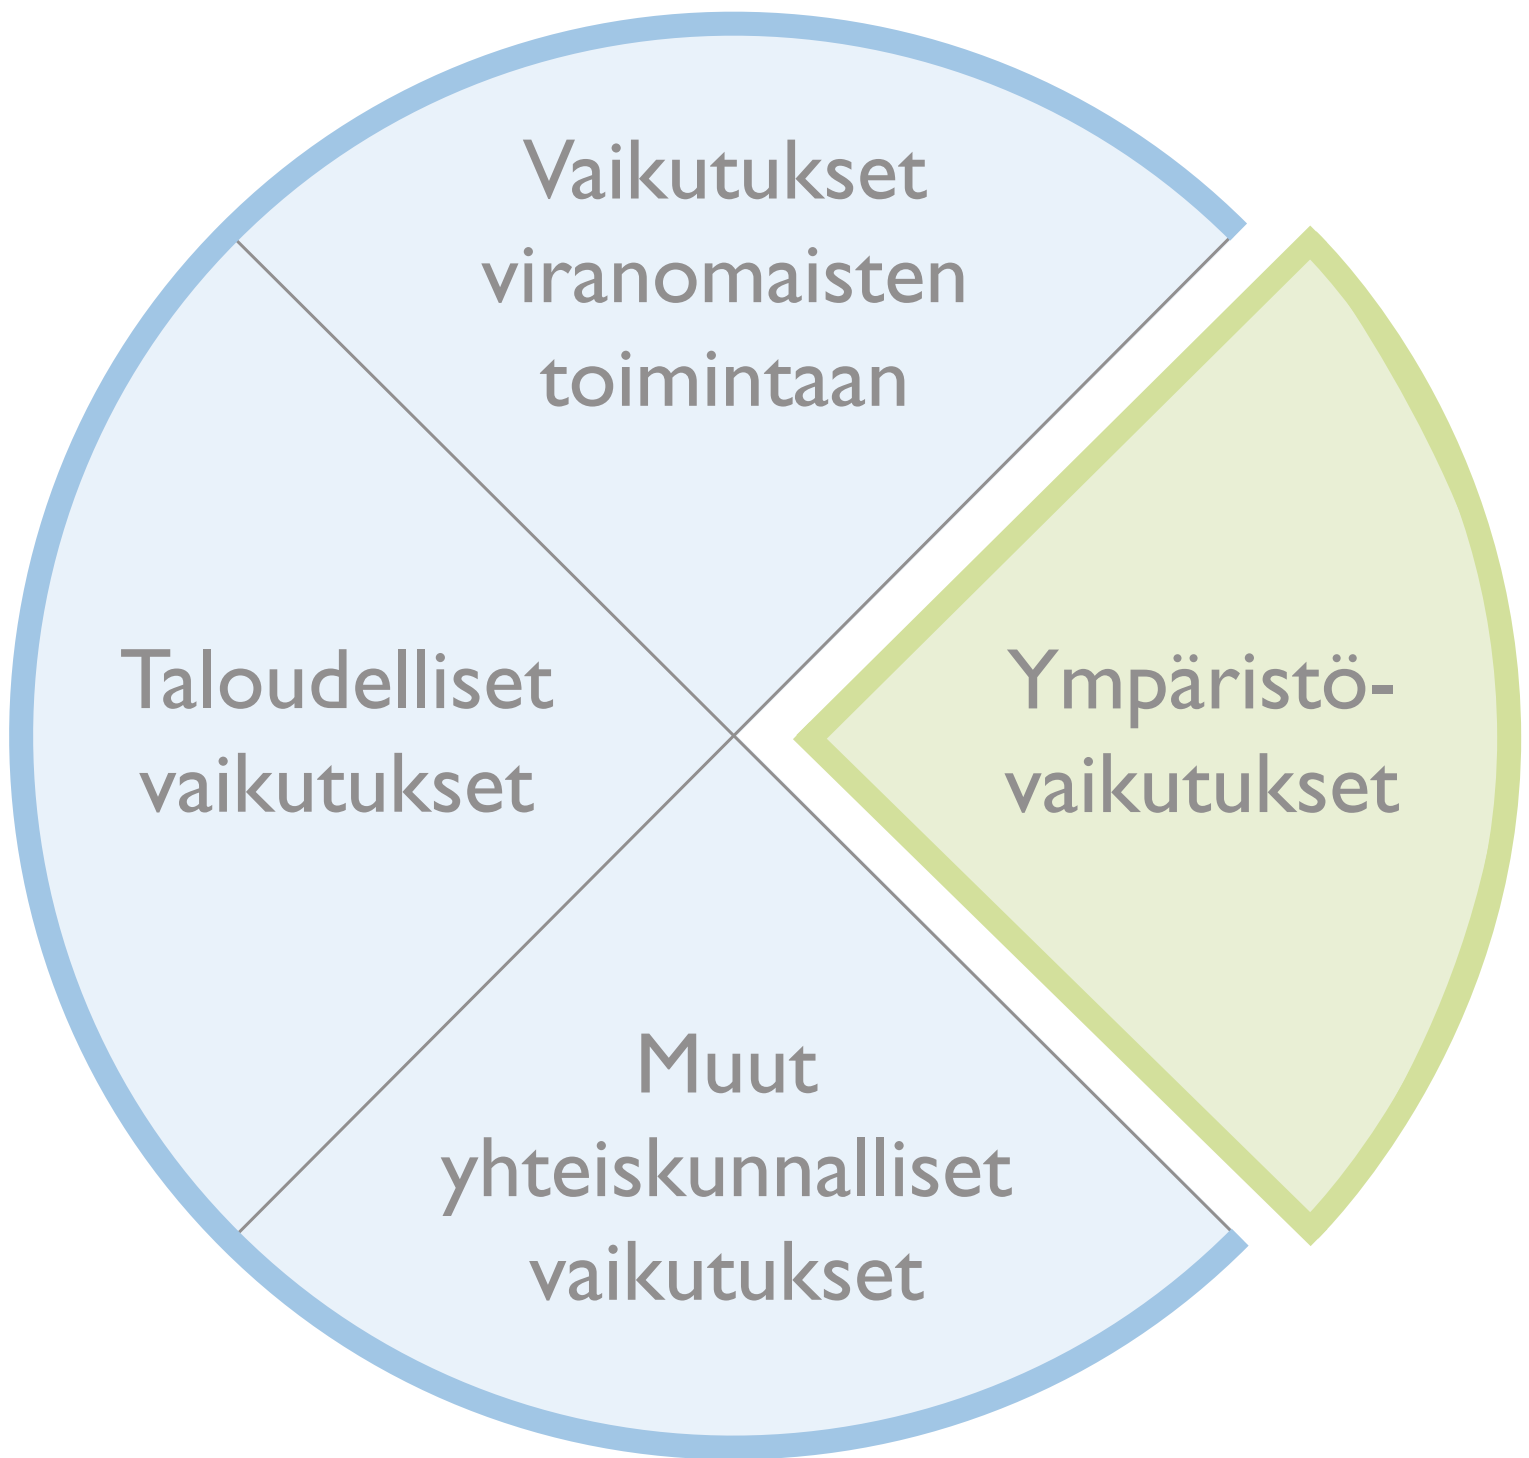 Vaikutukset
viranomaisten
toimintaan
Taloudelliset
vaikutukset
Ympäristö-
vaikutukset
Muut
yhteiskunnalliset
vaikutukset